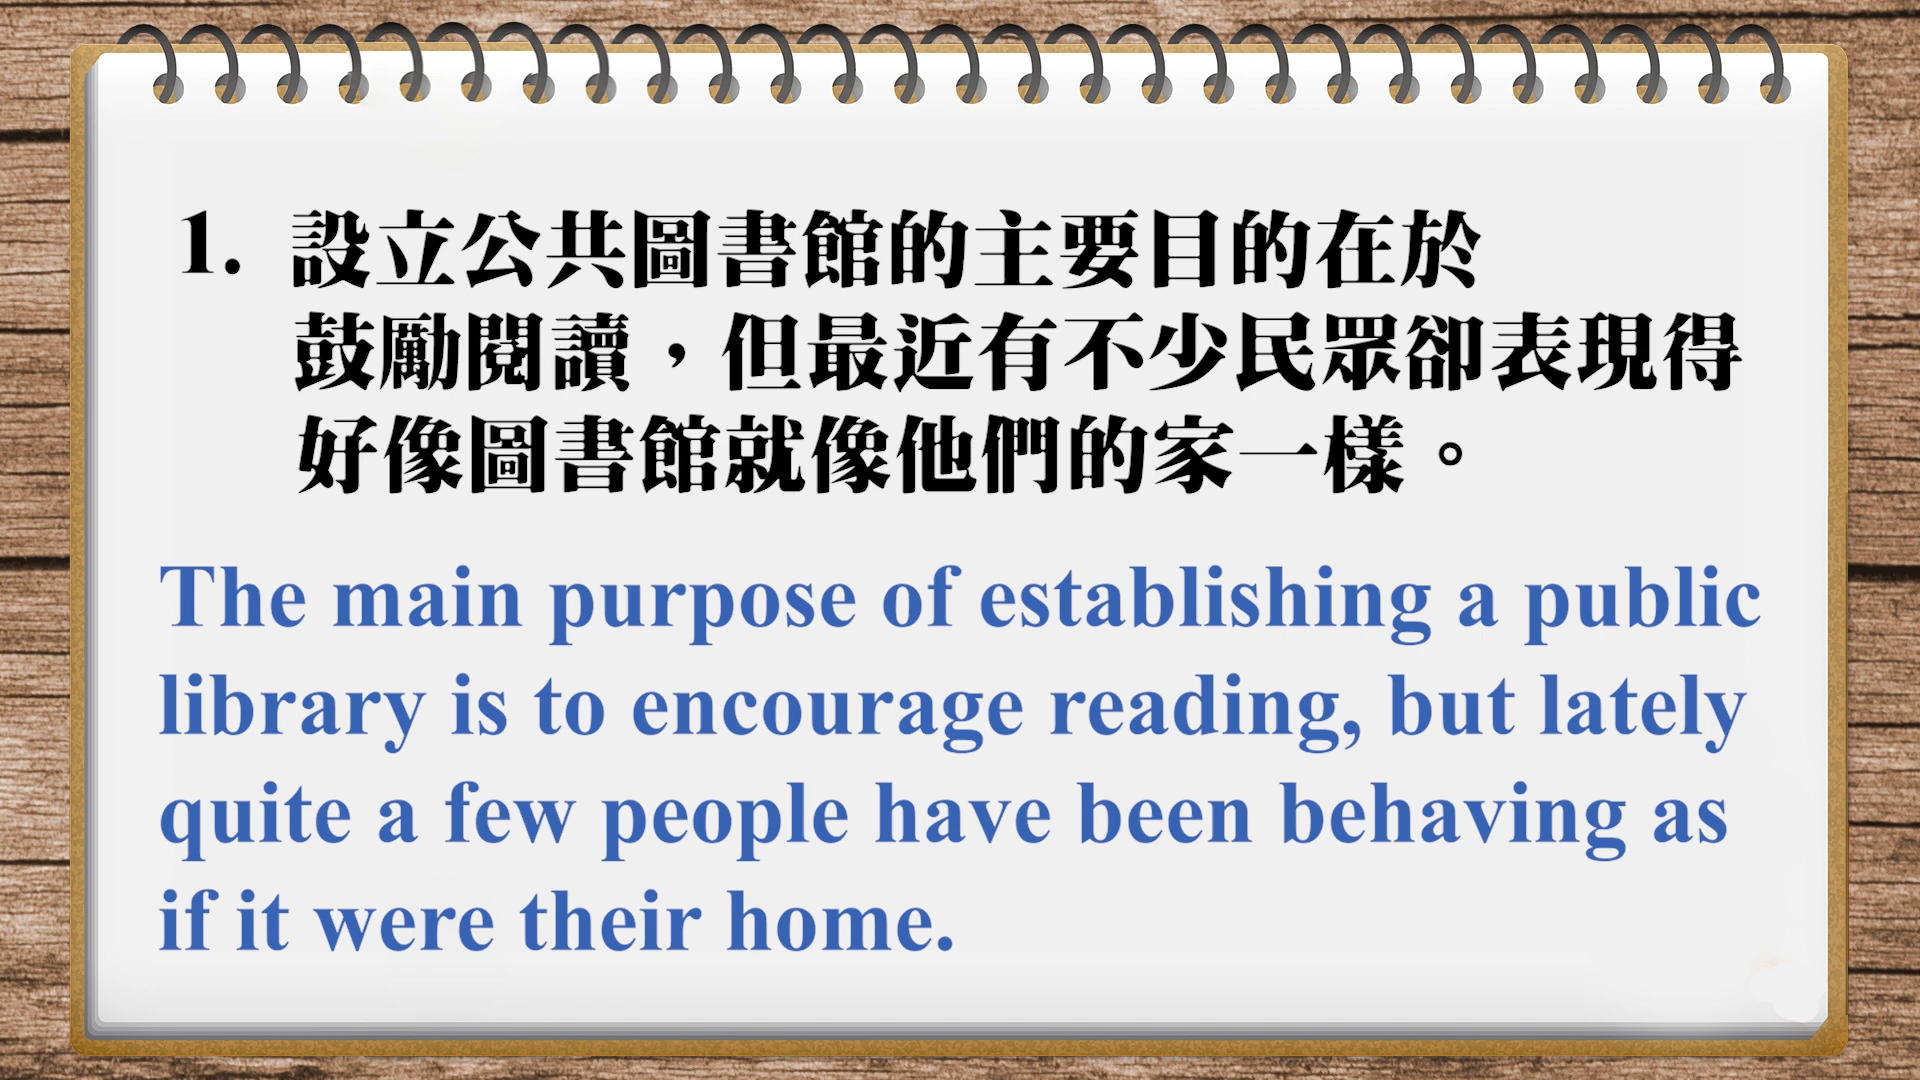 1. 設立公共圖書館的主要目的在於
鼓勵閱讀，但最近有不少民眾卻表現得
好像圖書館就像他們的家一樣。
The main purpose of establishing a public
library is to encourage reading, but lately
quite a few people have been behaving as
if it were their home.